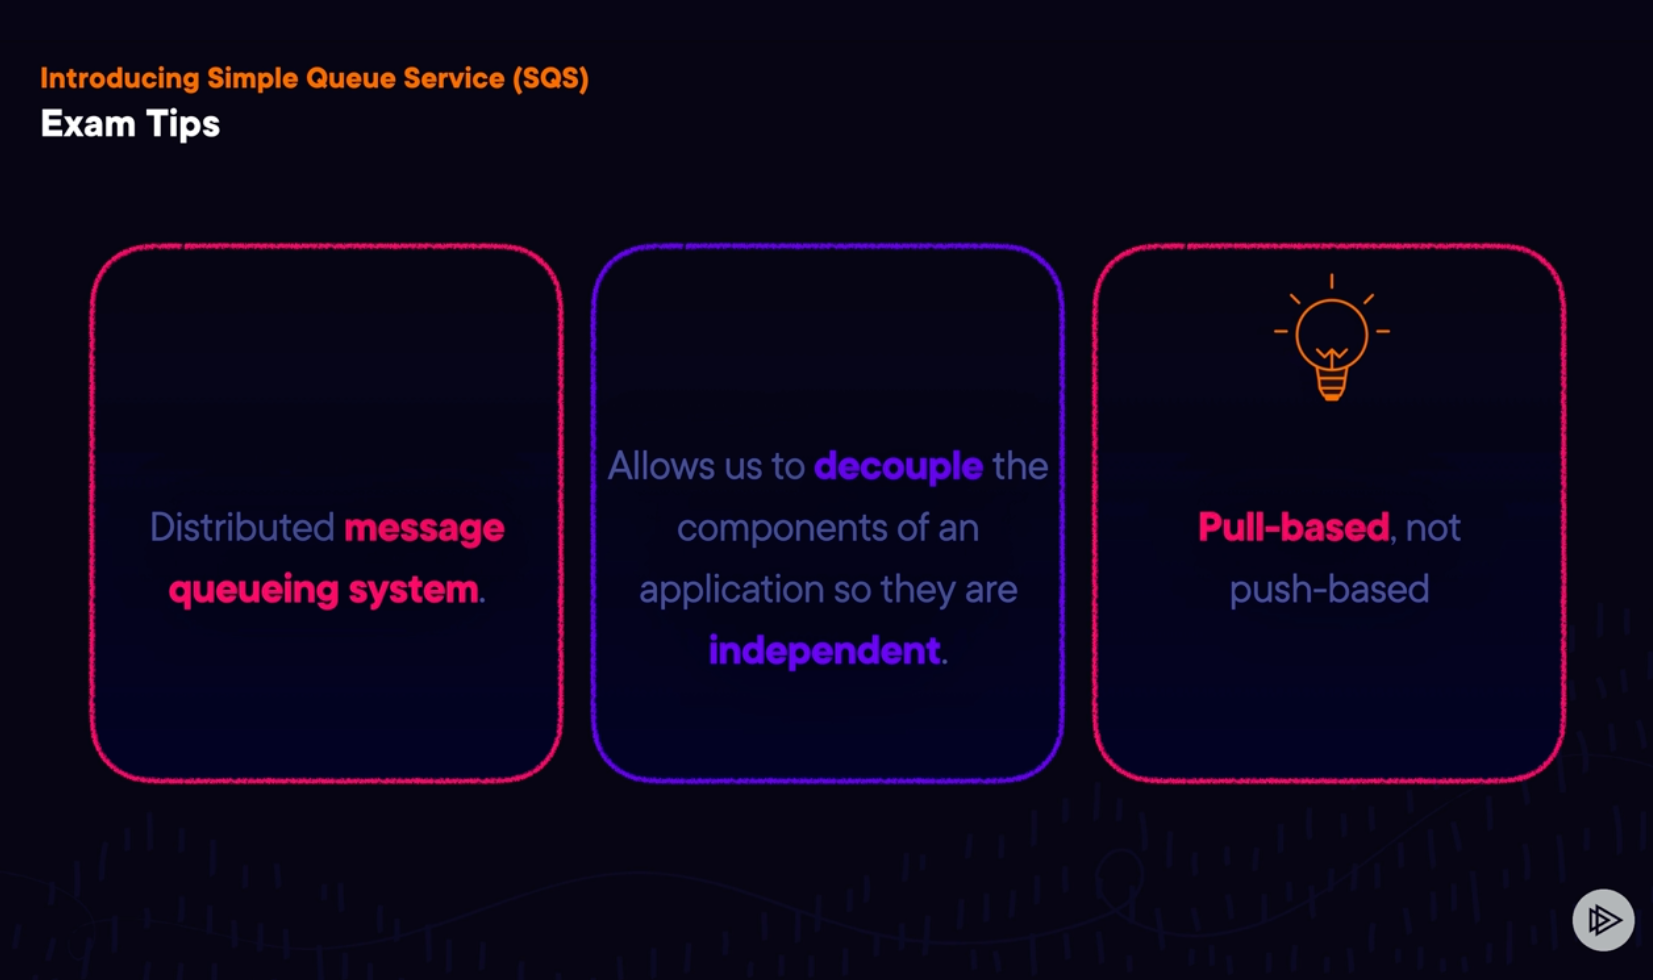 Introducing Simple Queue Service (SQS)
Exam Tips
Distributed message
queueing system.
Allows us to decouple the
components of an
application so they are
independent.
Pull-based, not
push-based